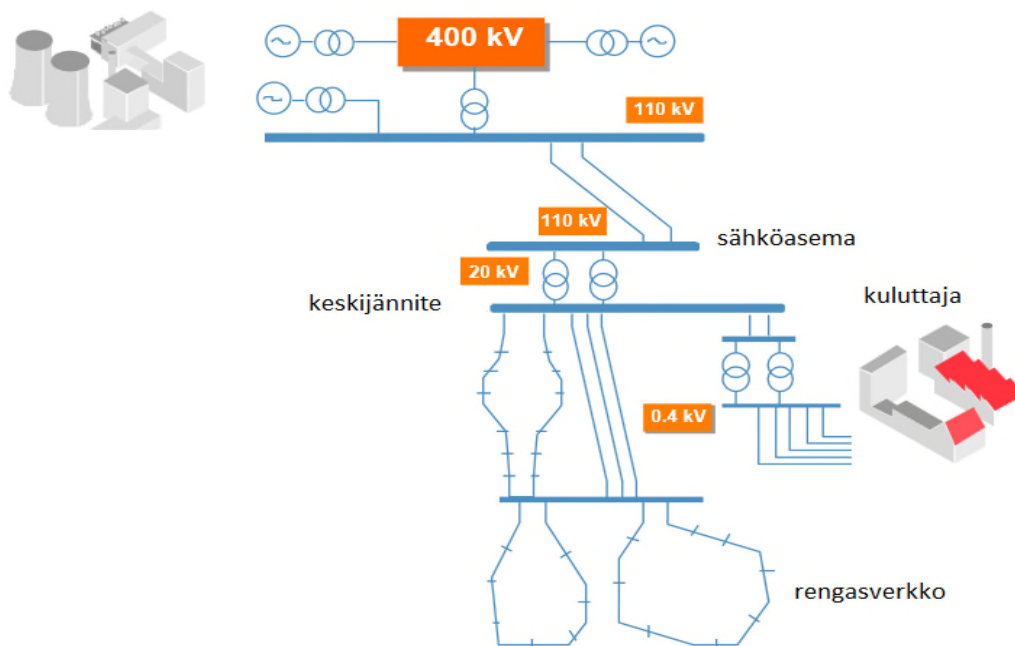 400 kV
110 kV
110 kV
sähköasema
20 kV
keskijännite
kuluttaja
0.4 kV
rengasverkko